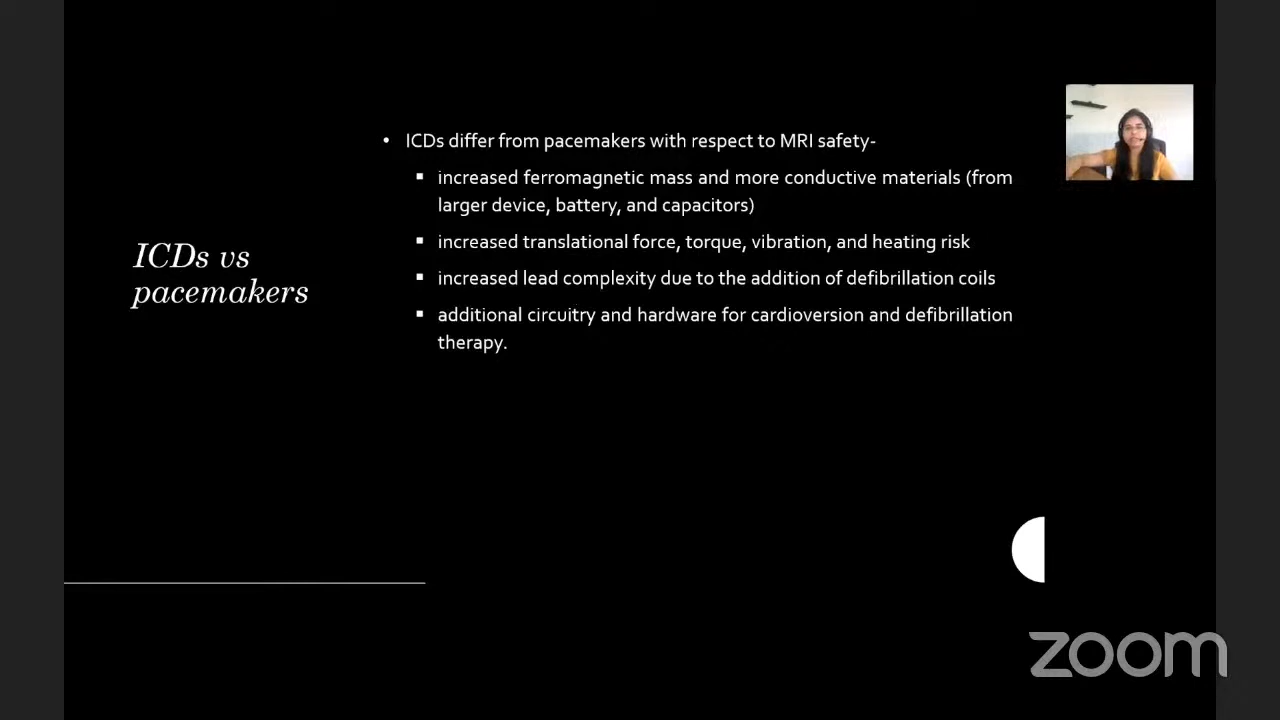 ICDs vs
pacemakers
• ICDs differ from pacemakers with respect to MRI safety-
▪ increased ferromagnetic mass and more conductive materials (from
larger device, battery, and capacitors)
▪ increased translational force, torque, vibration, and heating risk
▪ increased lead complexity due to the addition of defibrillation coils
▪ additional circuitry and hardware for cardioversion and defibrillation
therapy.
zoom